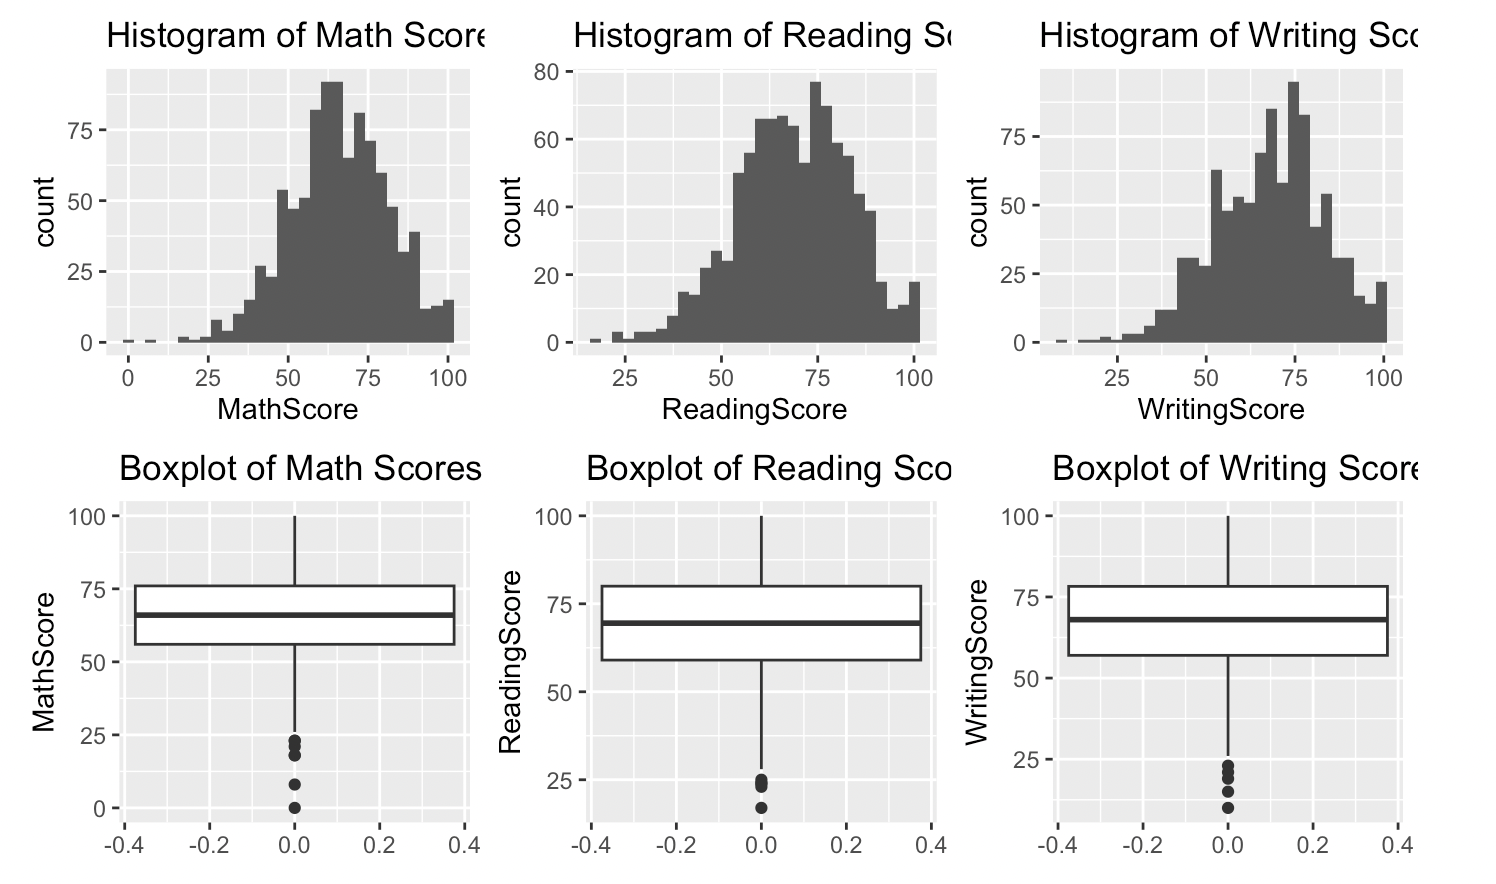 Histogram of Math Score
75
50
25
0
count
0 25 50 75 100
MathScore
Histogram of Reading Sc
80
60
40
20
0
count
25 50 75 100
ReadingScore
Histogram of Writing Sco
75
50
25
0
count
25 50 75 100
WritingScore
Boxplot of Math Scores
100
75
50
25
0
MathScore
-0.4 -0.2 0.0 0.2 0.4
Boxplot of Reading Sco
100
75
50
25
ReadingScore
-0.4 -0.2 0.0 0.2 0.4
Boxplot of Writing Score
100
75
50
25
WritingScore
-0.4 -0.2 0.0 0.2 0.4